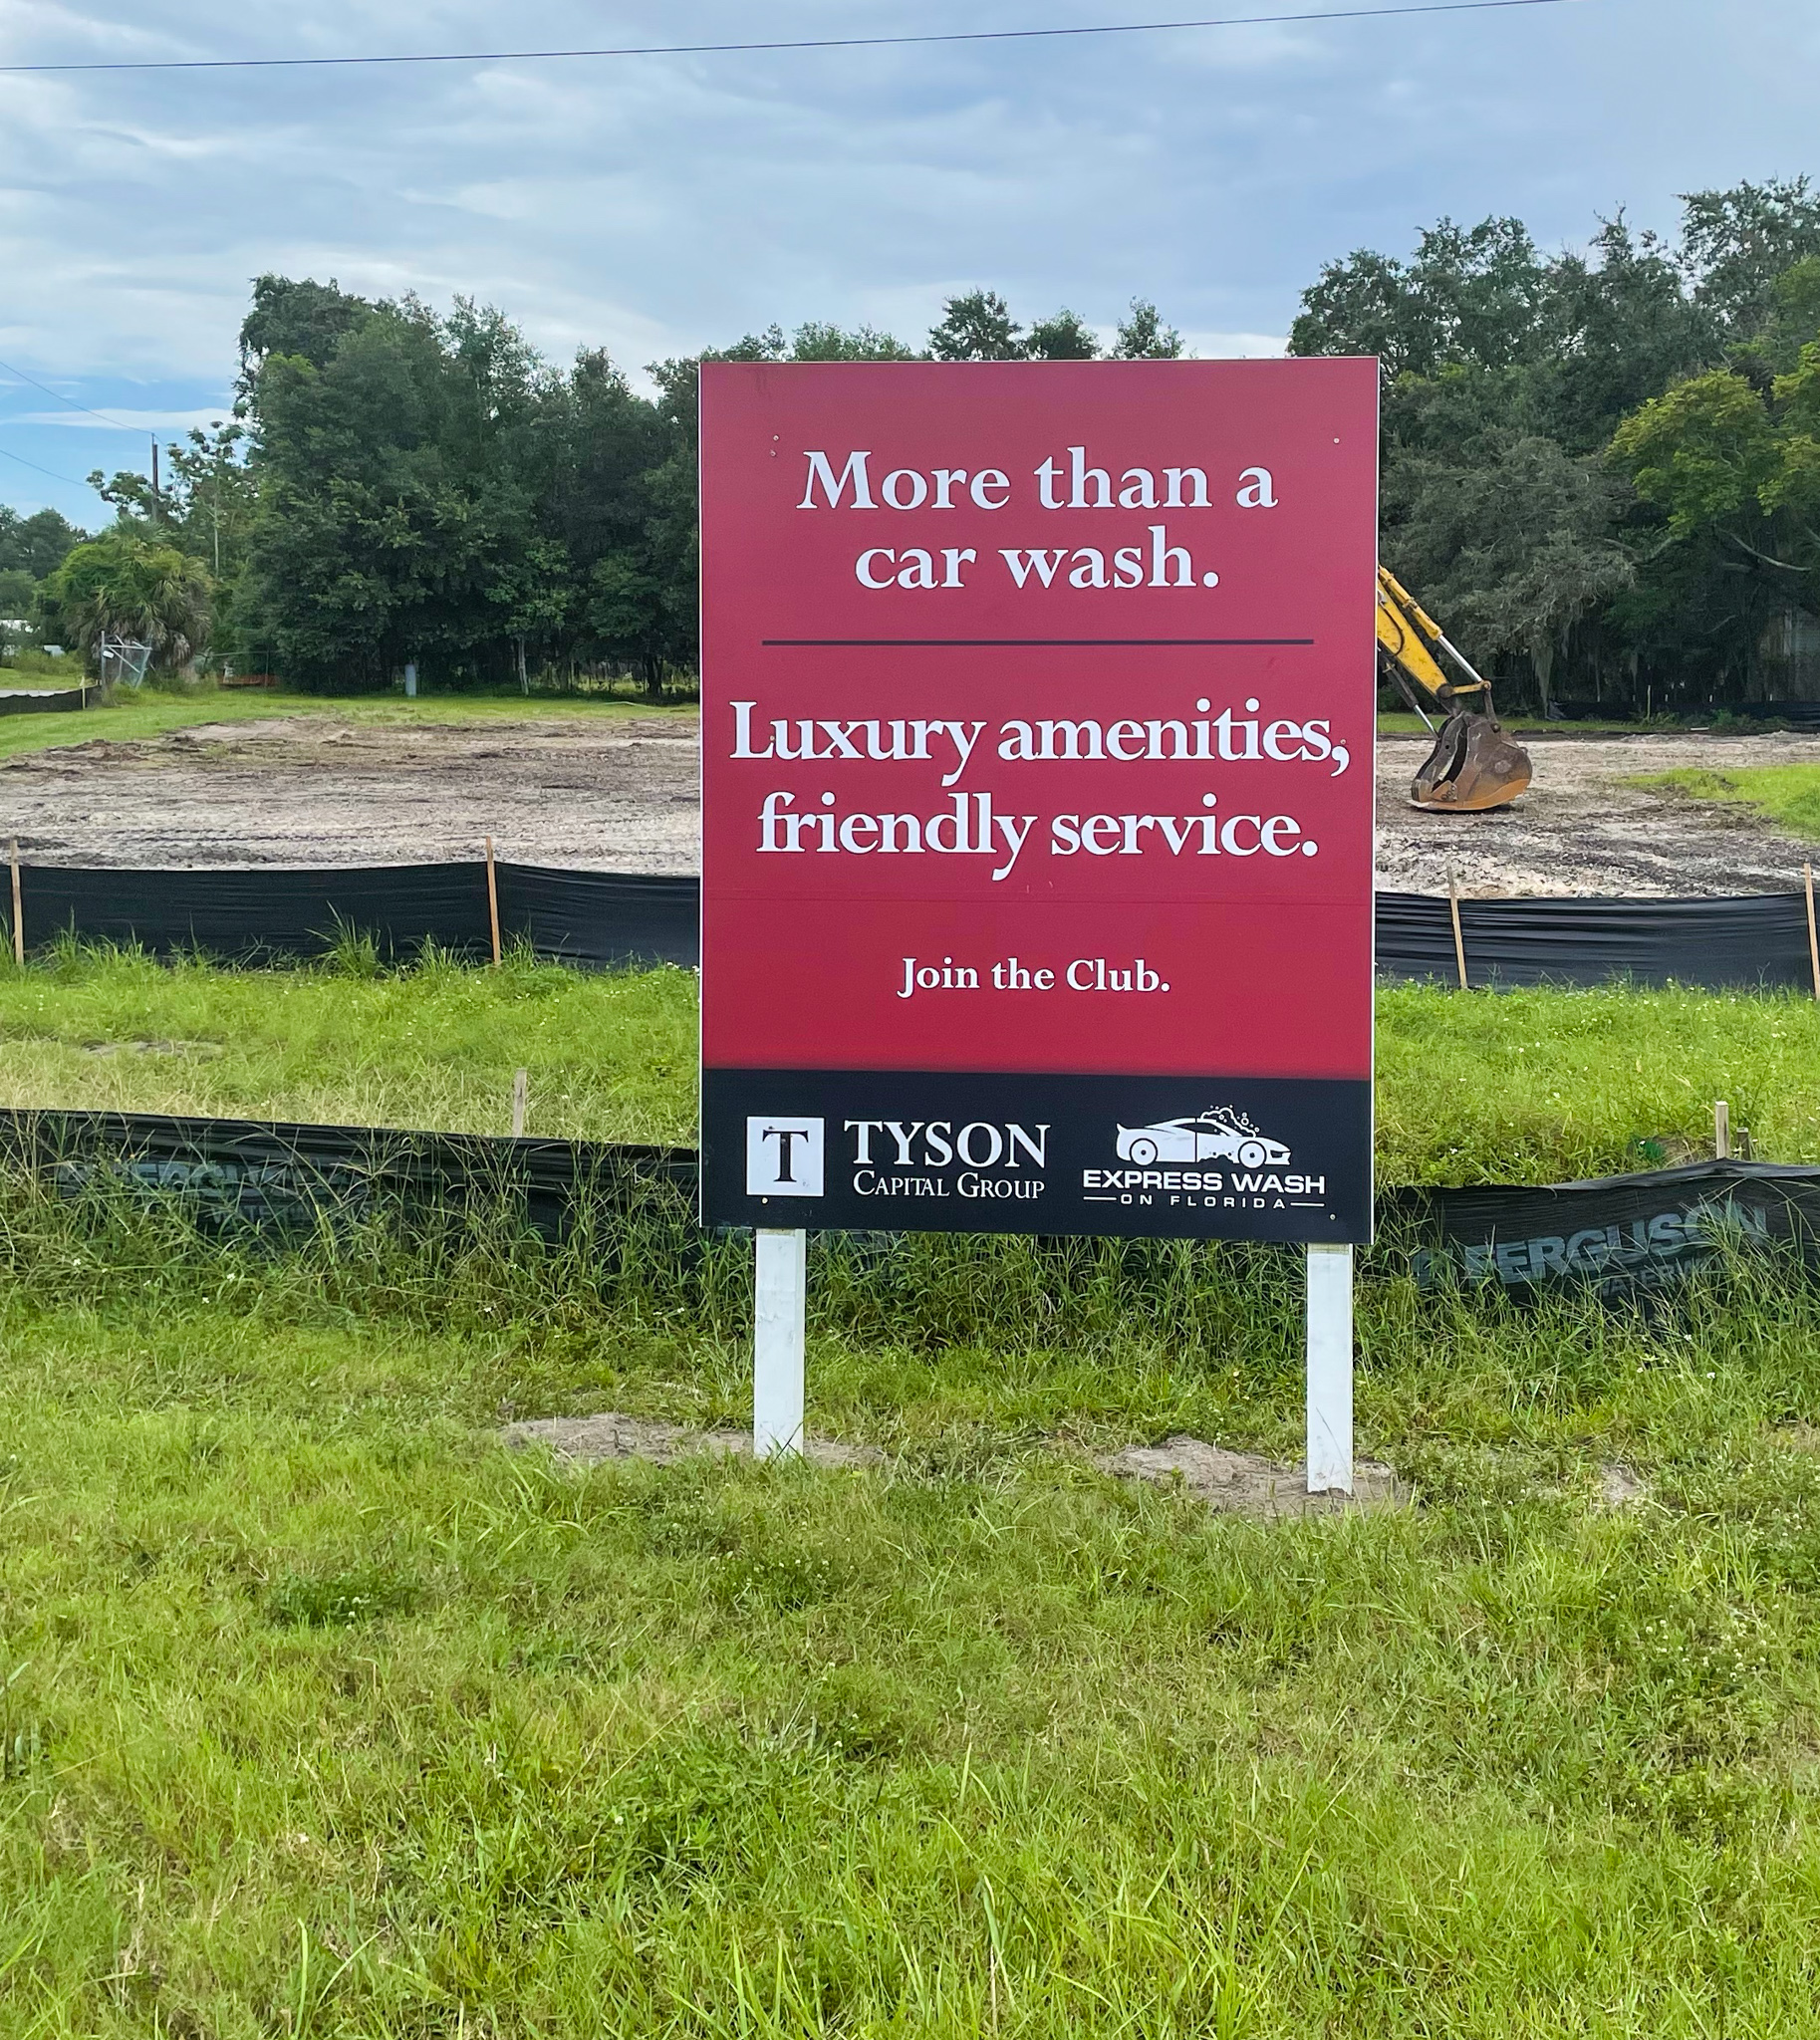 More than a
car wash.
Luxury amenities,
friendly service.
Join the Club.
T
TYSON
CAPITAL GROUP
EXPRESS WASH
ON FLORIDA
FERGUSON
FERGUSON